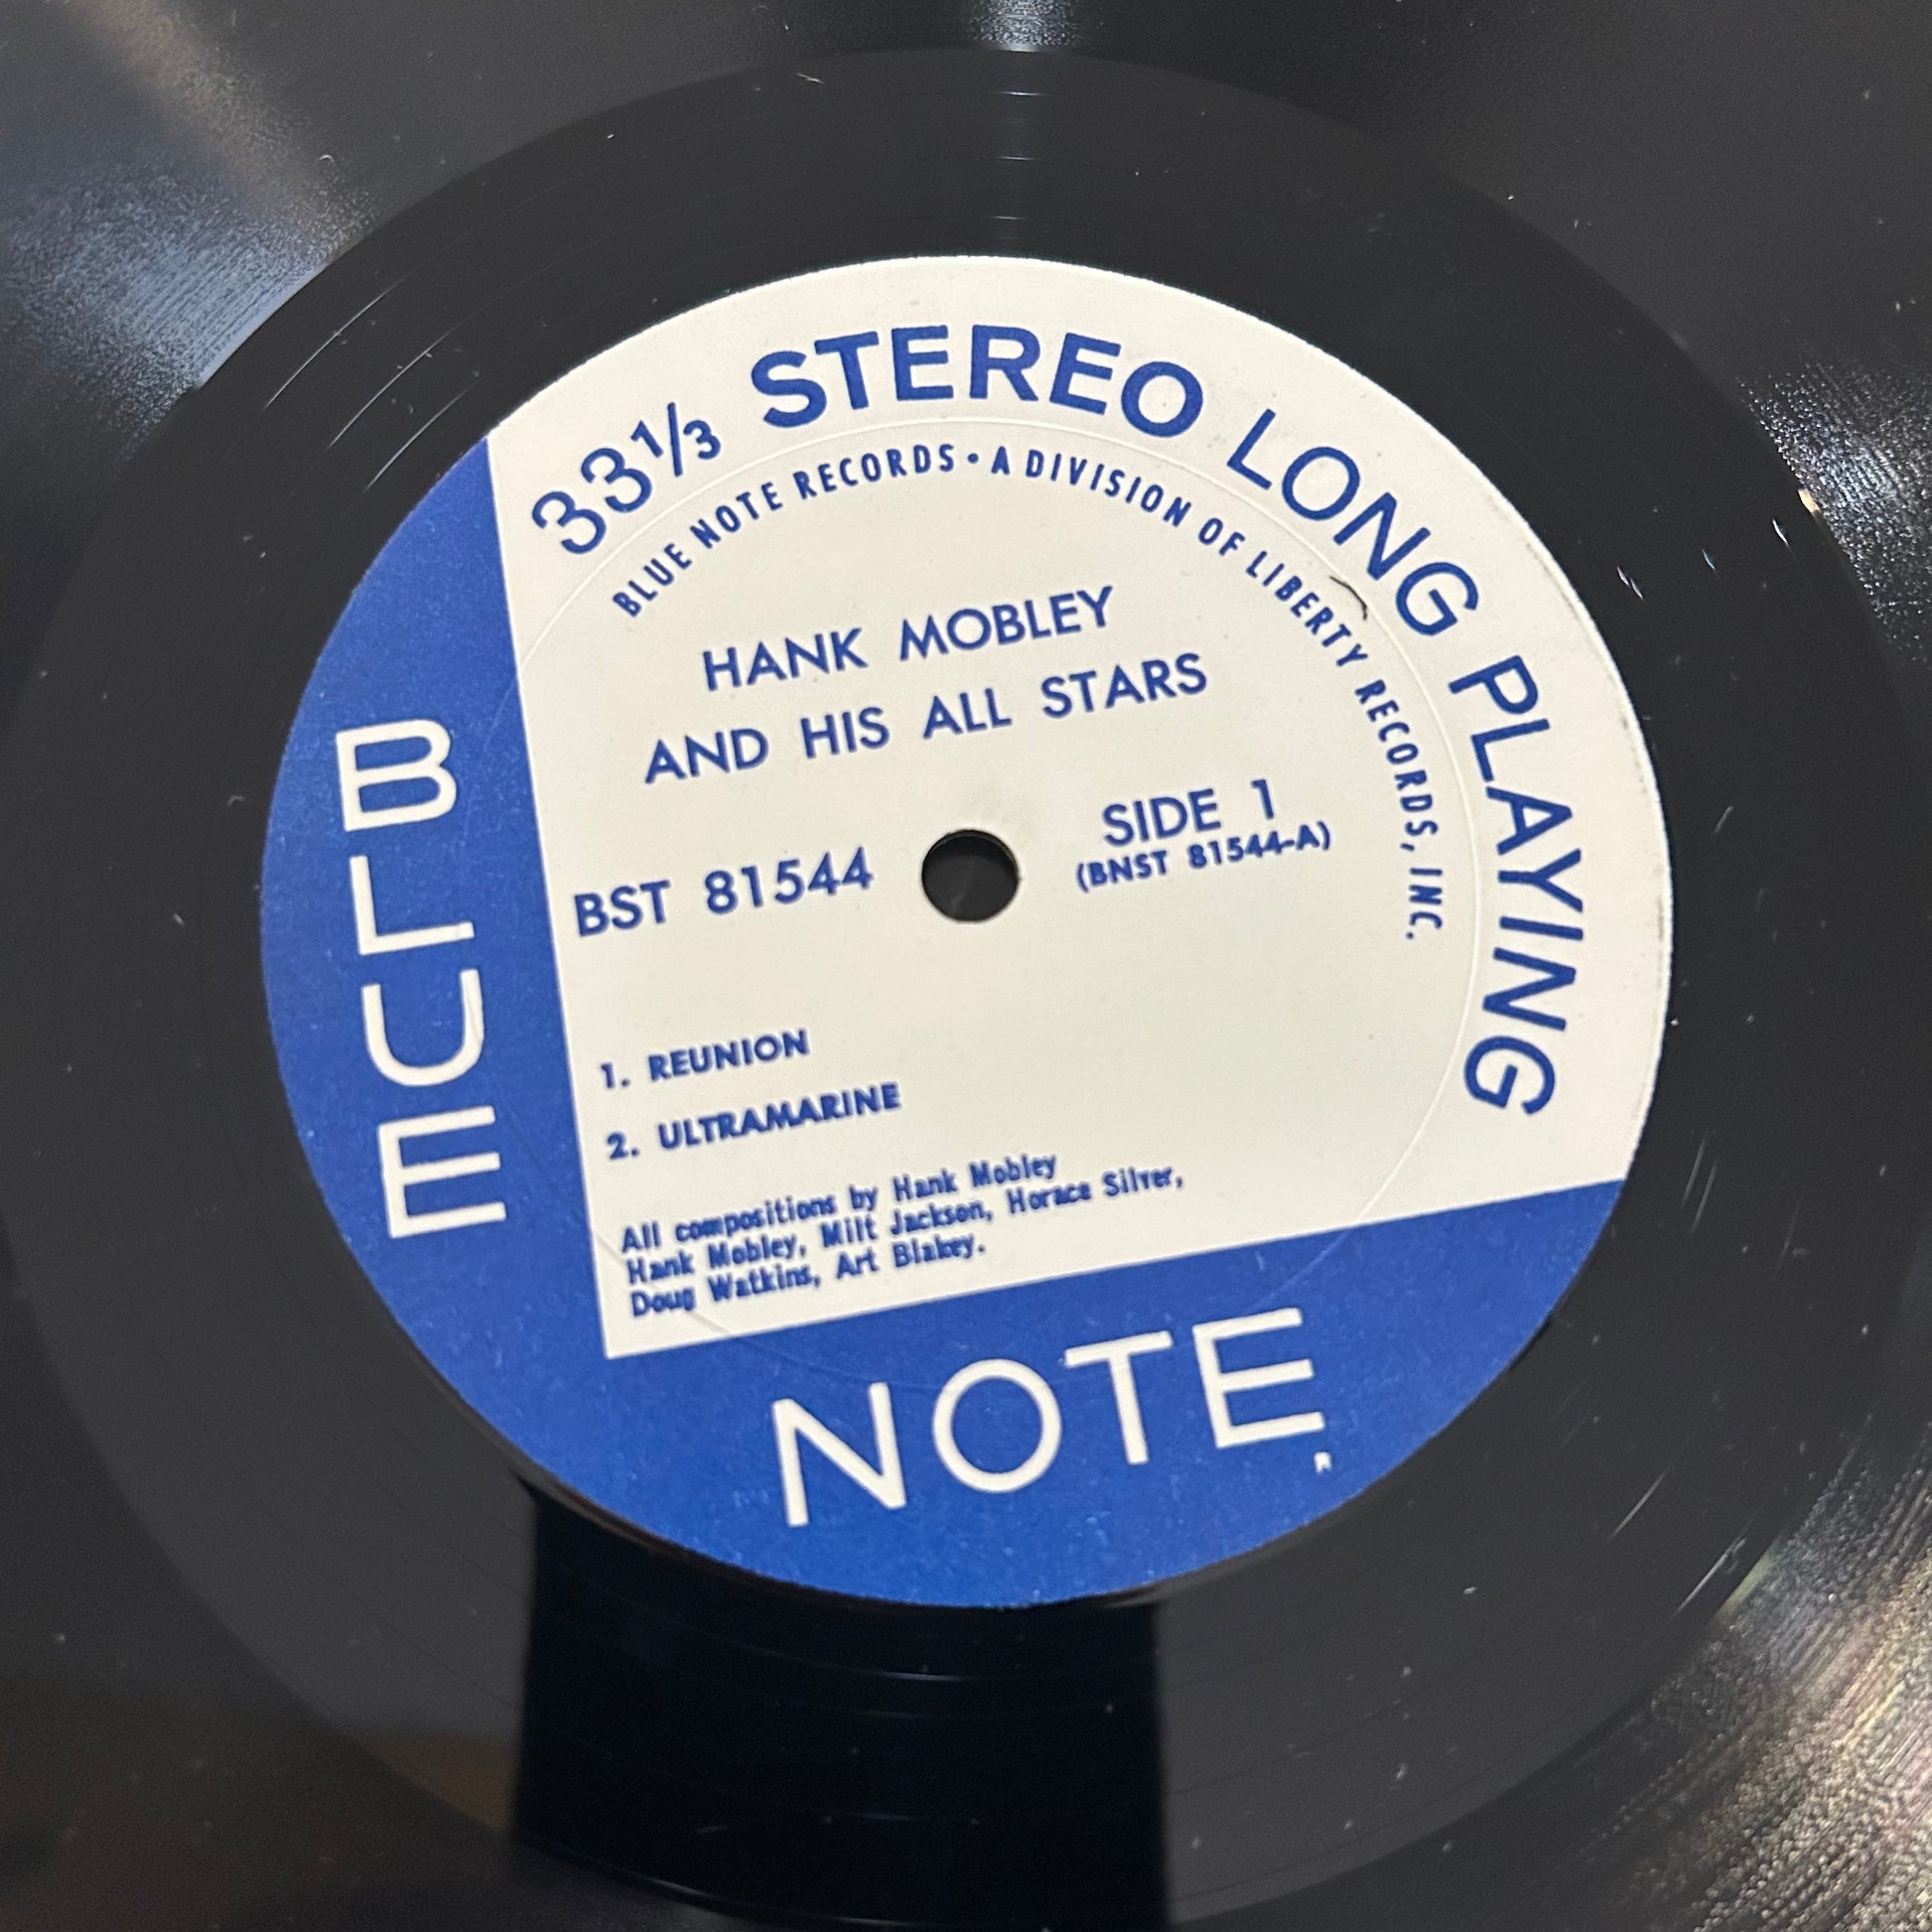 33⅓ STEREO LONG PLAYING
BLUE NOTE RECORDS • A DIVISION OF LIBERTY RECORDS, INC.
HANK MOBLEY
AND HIS ALL STARS
BST 81544
SIDE 1
(BNST 81544-A)
1. REUNION
2. ULTRAMARINE
All compositions by Hank Mobley
Hank Mobley, Milt Jackson, Horace Silver,
Doug Watkins, Art Blakey.
BLUE
NOTE
R